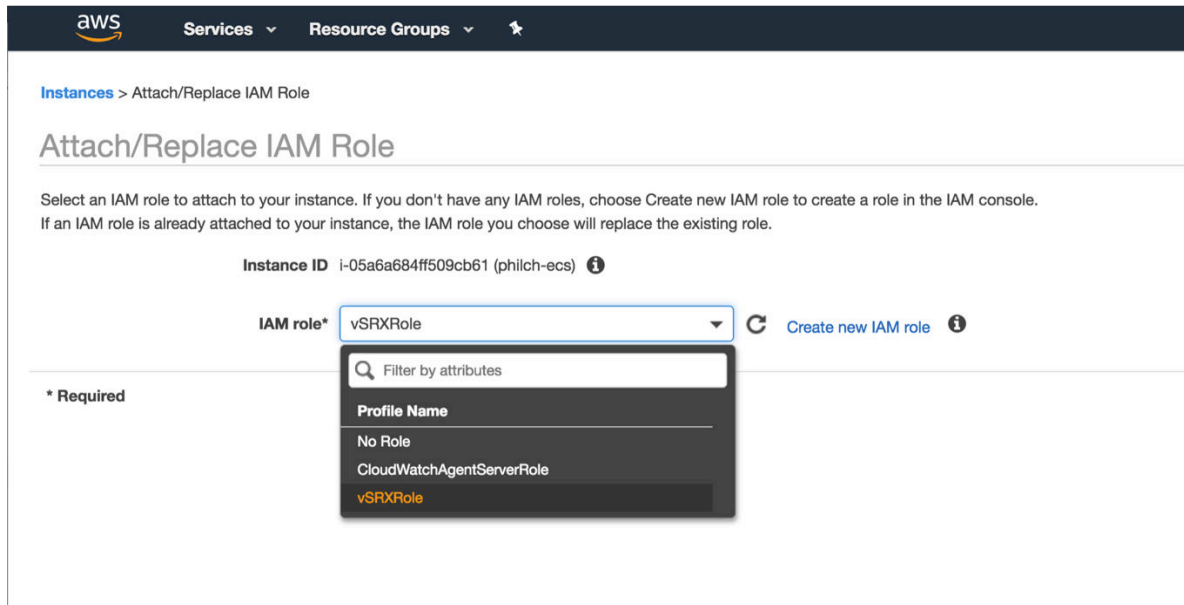 aws Services Resource Groups
Instances > Attach/Replace IAM Role
Attach/Replace IAM Role
Select an IAM role to attach to your instance. If you don't have any IAM roles, choose Create new IAM role to create a role in the IAM console.
If an IAM role is already attached to your instance, the IAM role you choose will replace the existing role.
Instance ID i-05a6a684ff509cb61 (philch-ecs)
IAM role* vSRXRole Create new IAM role
Filter by attributes
* Required
Profile Name
No Role
CloudWatchAgentServerRole
vSRXRole